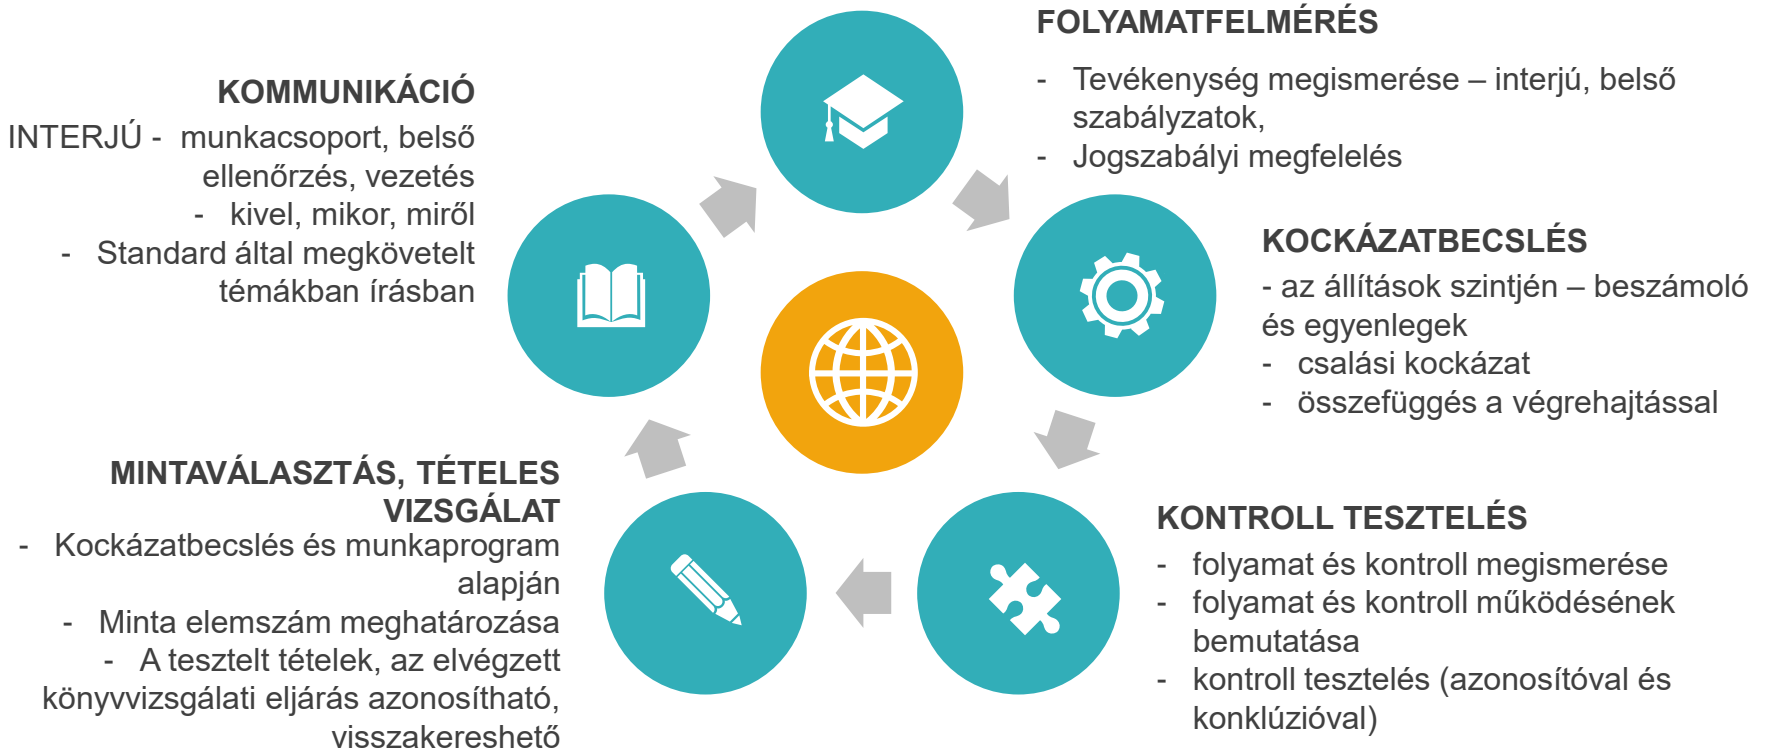 FOLYAMATFELMÉRÉS
- Tevékenység megismerése – interjú, belső
szabályzatok,
- Jogszabályi megfelelés
KOCKÁZATBECSLÉS
- az állítások szintjén – beszámoló
és egyenlegek
- csalási kockázat
- összefüggés a végrehajtással
KONTROLL TESZTELÉS
- folyamat és kontroll megismerése
- folyamat és kontroll működésének
bemutatása
- kontroll tesztelés (azonosítóval és
konklúzióval)
MINTAVÁLASZTÁS, TÉTELES
VIZSGÁLAT
- Kockázatbecslés és munkaprogram
alapján
- Minta elemszám meghatározása
- A tesztelt tételek, az elvégzett
könyvvizsgálati eljárás azonosítható,
visszakereshető
KOMMUNIKÁCIÓ
INTERJÚ - munkacsoport, belső
ellenőrzés, vezetés
- kivel, mikor, miről
- Standard által megkövetelt
témákban írásban